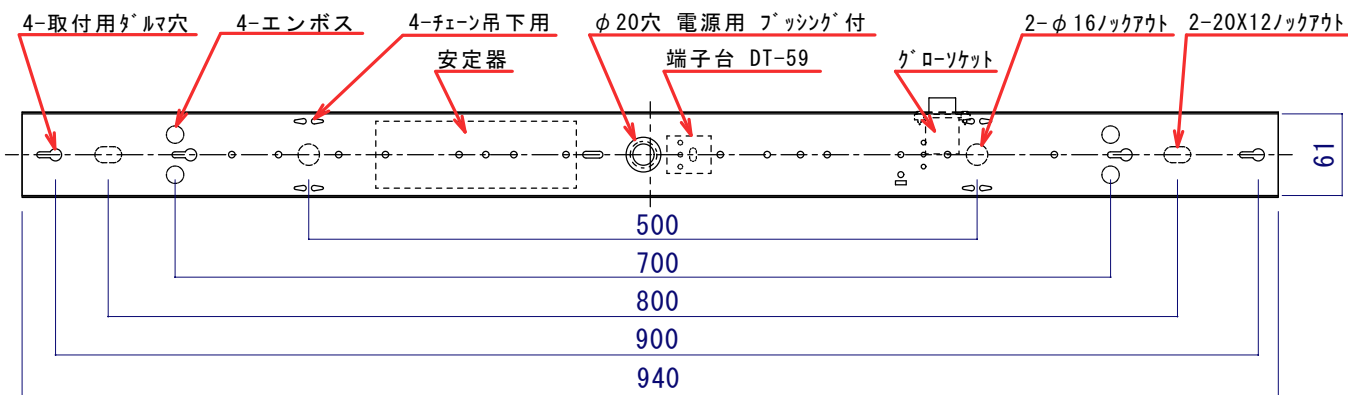 4-取付用ﾀﾞﾙﾏ穴
4-エンボス
4-ﾁｪｰﾝ吊下用
φ20穴 電源用 ﾌﾞｯｼﾝｸﾞ付
2-φ16ﾉｯｸｱｳﾄ
2-20X12ﾉｯｸｱｳﾄ
安定器
端子台 DT-59
ｸﾞﾛｰｿｹｯﾄ
61
500
700
800
900
940